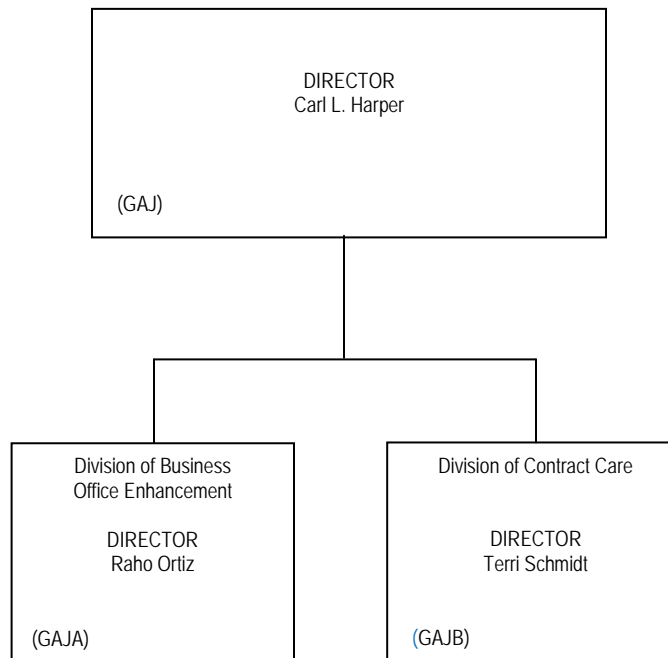 DIRECTOR
Carl L. Harper
(GAJ)
Division of Business
Office Enhancement
DIRECTOR
Raho Ortiz
(GAJA)
Division of Contract Care
DIRECTOR
Terri Schmidt
(GAJB)